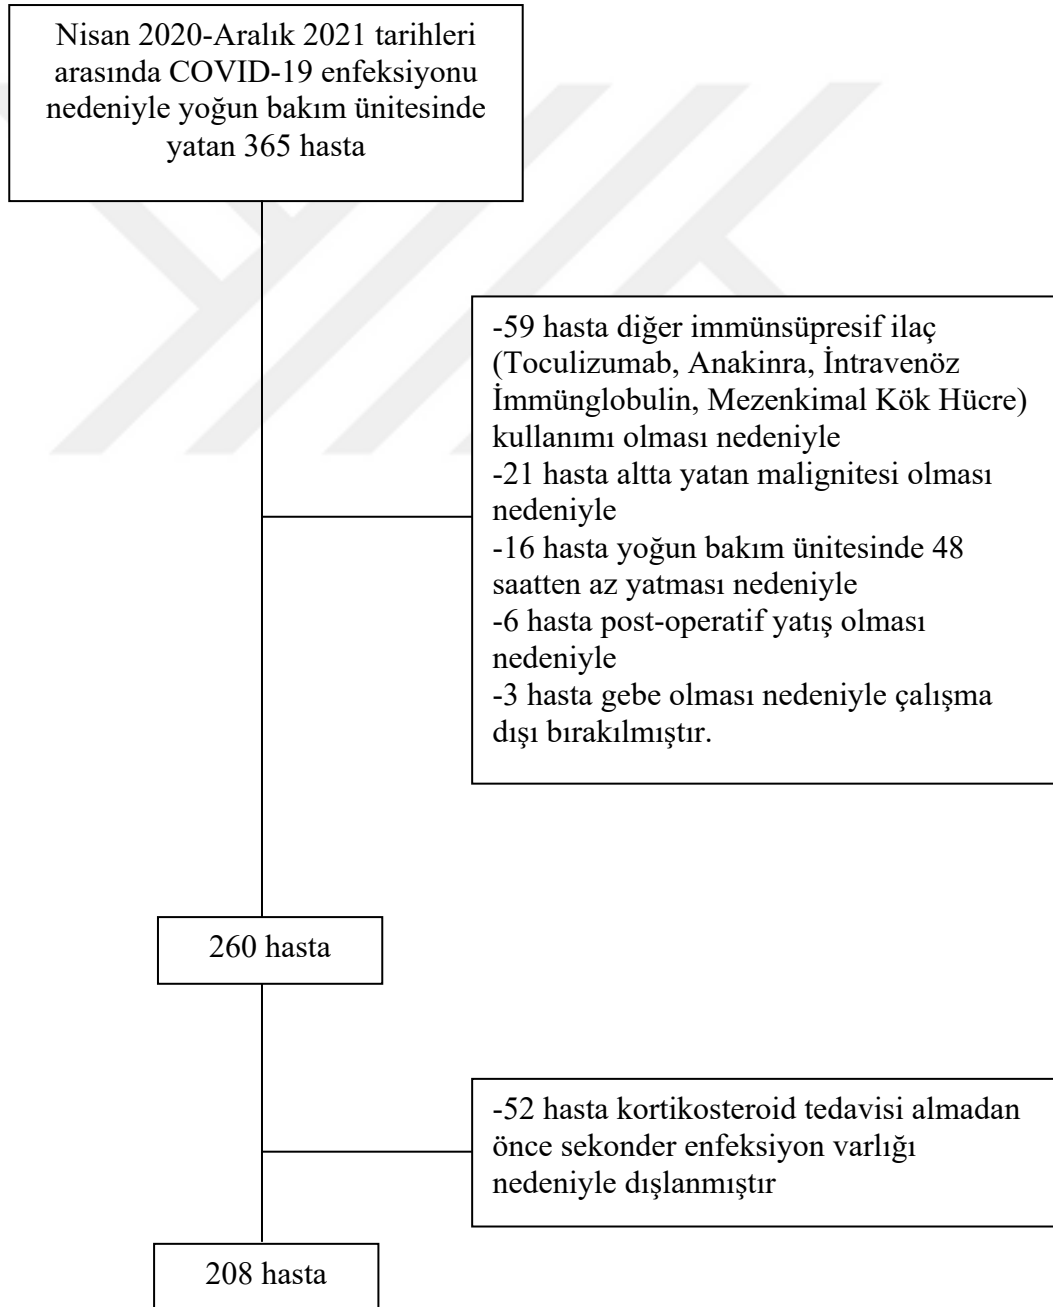 Nisan 2020-Aralık 2021 tarihleri
arasında COVID-19 enfeksiyonu
nedeniyle yoğun bakım ünitesinde
yatan 365 hasta
-59 hasta diğer immünsüpresif ilaç
(Toculizumab, Anakinra, İntravenöz
İmmünglobulin, Mezenkimal Kök Hücre)
kullanımı olması nedeniyle
-21 hasta altta yatan malignitesi olması
nedeniyle
-16 hasta yoğun bakım ünitesinde 48
saatten az yatması nedeniyle
-6 hasta post-operatif yatış olması
nedeniyle
-3 hasta gebe olması nedeniyle çalışma
dışı bırakılmıştır.
260 hasta
-52 hasta kortikosteroid tedavisi almadan
önce sekonder enfeksiyon varlığı
nedeniyle dışlanmıştır
208 hasta